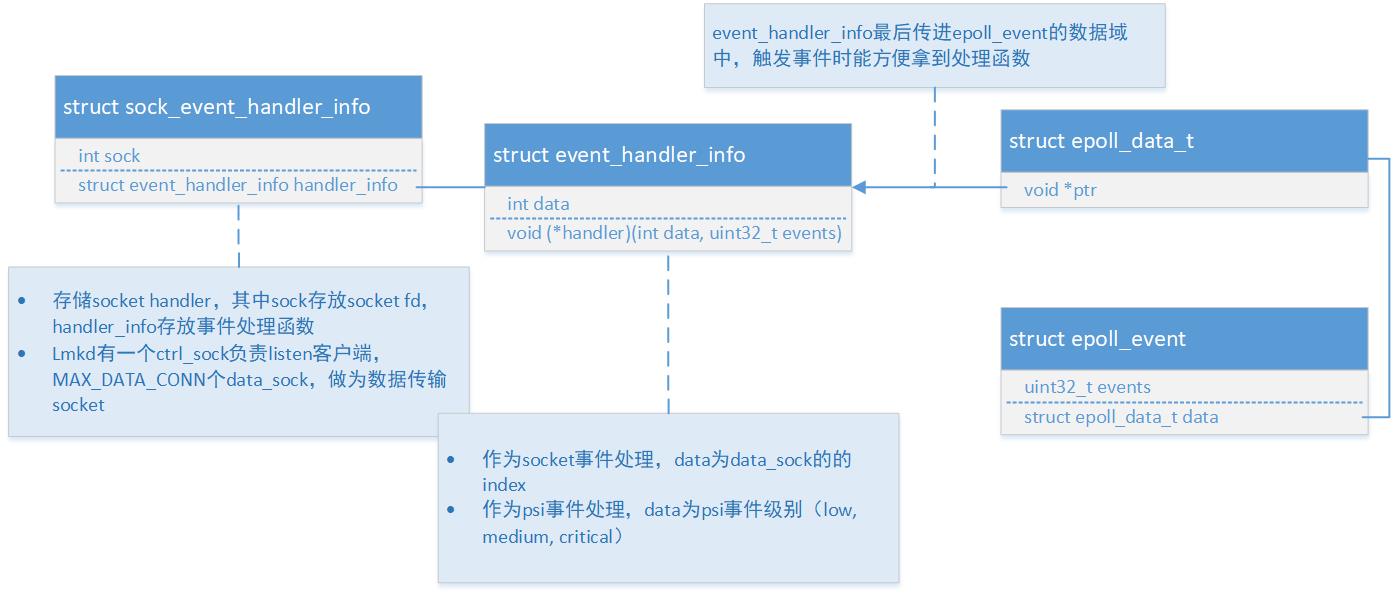 event_handler_info最后传进epoll_event的数据域
中，触发事件时能方便拿到处理函数
struct sock_event_handler_info
int sock
struct event_handler_info handler_info
struct event_handler_info
int data
void (*handler)(int data, uint32_t events)
struct epoll_data_t
void *ptr
• 存储socket handler，其中sock存放socket fd，
handler_info存放事件处理函数
• Lmkd有一个ctrl_sock负责listen客户端，
MAX_DATA_CONN个data_sock，做为数据传输
socket
struct epoll_event
uint32_t events
struct epoll_data_t data
• 作为socket事件处理，data为data_sock的的
index
• 作为psi事件处理，data为psi事件级别（low,
medium, critical）